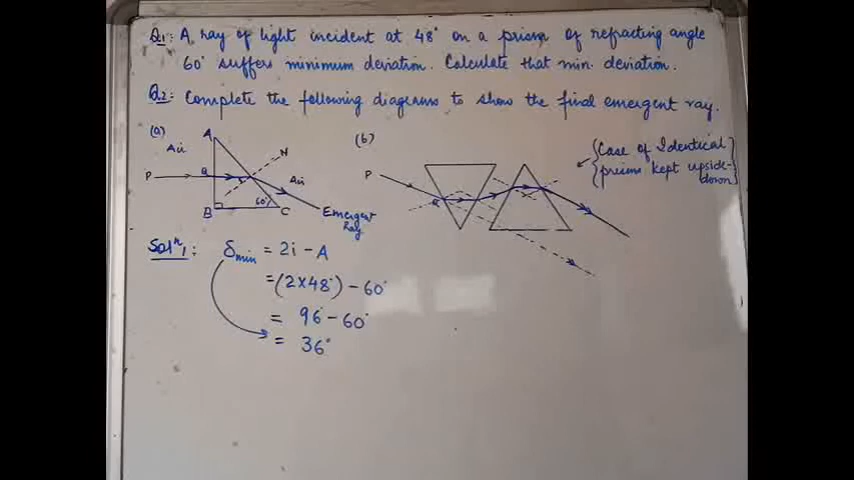 Q1: A ray of light incident at 48° on a prism of refracting angle
60° suffers minimum deviation. Calculate that min. deviation.
Q.2: Complete the following diagrams to show the final emergent ray.
(a)
Air
A
N
P
Q
Air
60°
B
C
Emergent
Ray
(b)
P
Q
Case of Identical
prisms kept upside-
down
Solⁿ1: δmin = 2i - A
= (2×48°) - 60°
= 96° - 60°
= 36°